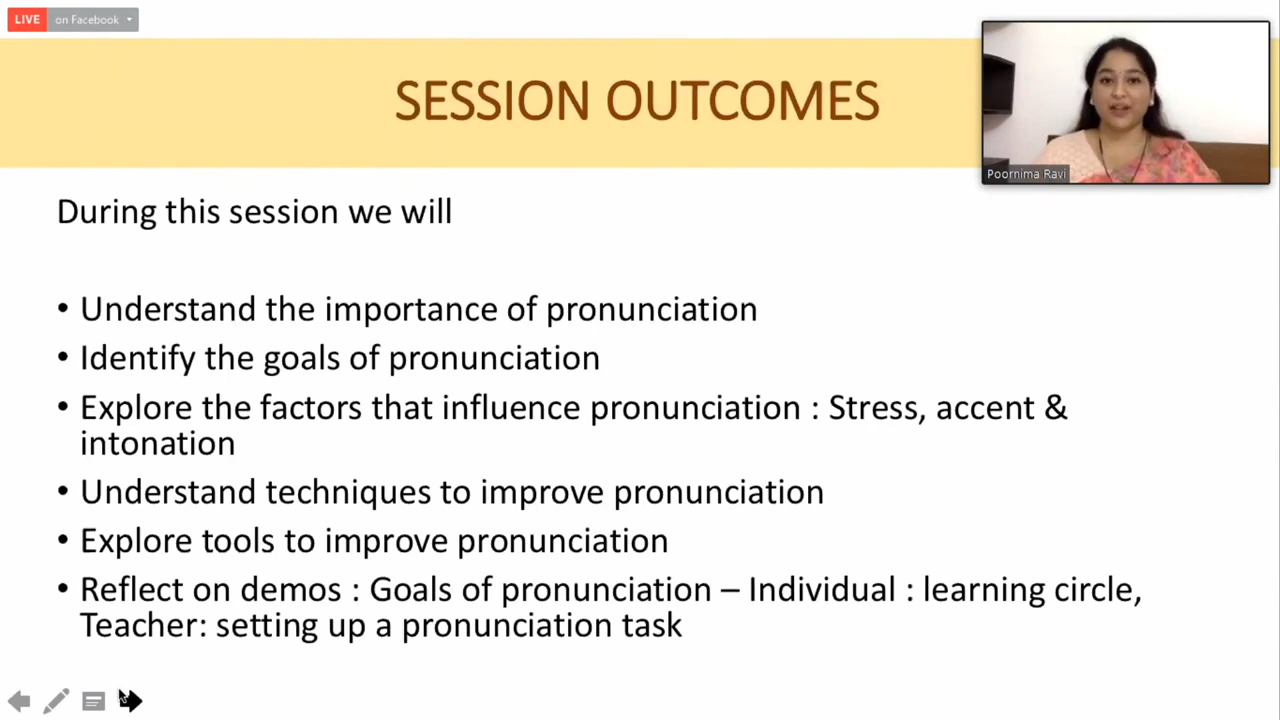 LIVE on Facebook
SESSION OUTCOMES
Poornima Ravi
During this session we will
• Understand the importance of pronunciation
• Identify the goals of pronunciation
• Explore the factors that influence pronunciation : Stress, accent &
intonation
• Understand techniques to improve pronunciation
• Explore tools to improve pronunciation
• Reflect on demos : Goals of pronunciation – Individual : learning circle,
Teacher: setting up a pronunciation task